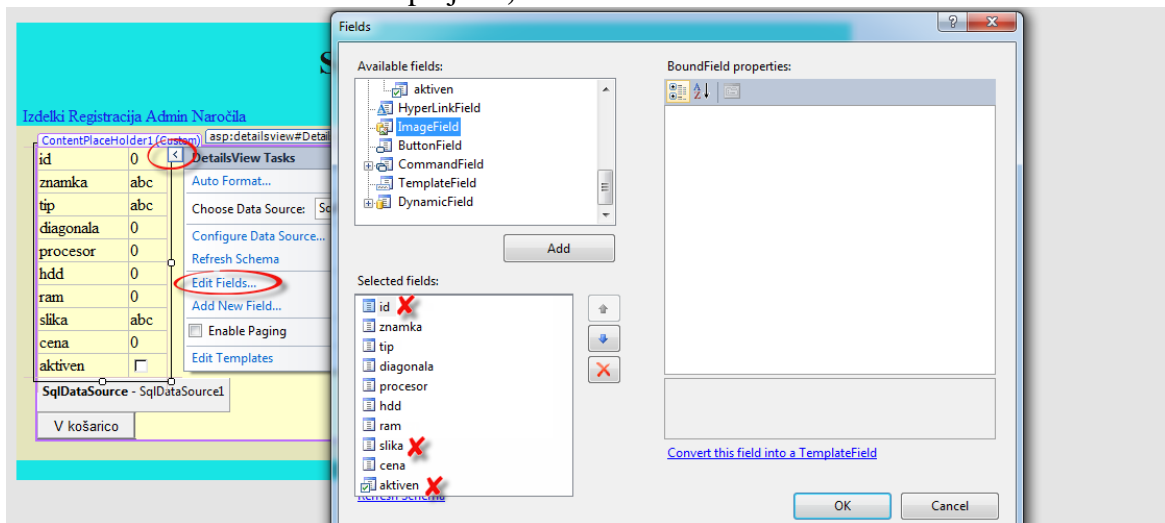 Fields
Available fields:
aktiven
HyperLinkField
ImageField
ButtonField
CommandField
TemplateField
DynamicField
Add
Selected fields:
id
znamka
tip
diagonala
procesor
hdd
ram
slika
cena
aktiven
Refresh Schema
BoundField properties:
Convert this field into a TemplateField
OK
Cancel
S
Izdelki Registracija Admin Naročila
ContentPlaceHolder1 (Custom)
asp:detailsview#Detail
id 0
znamka abc
tip abc
diagonala 0
procesor 0
hdd 0
ram 0
slika abc
cena 0
aktiven
SqlDataSource - SqlDataSource1
V košarico
DetailsView Tasks
Auto Format...
Choose Data Source:
Configure Data Source...
Refresh Schema
Edit Fields...
Add New Field...
Enable Paging
Edit Templates